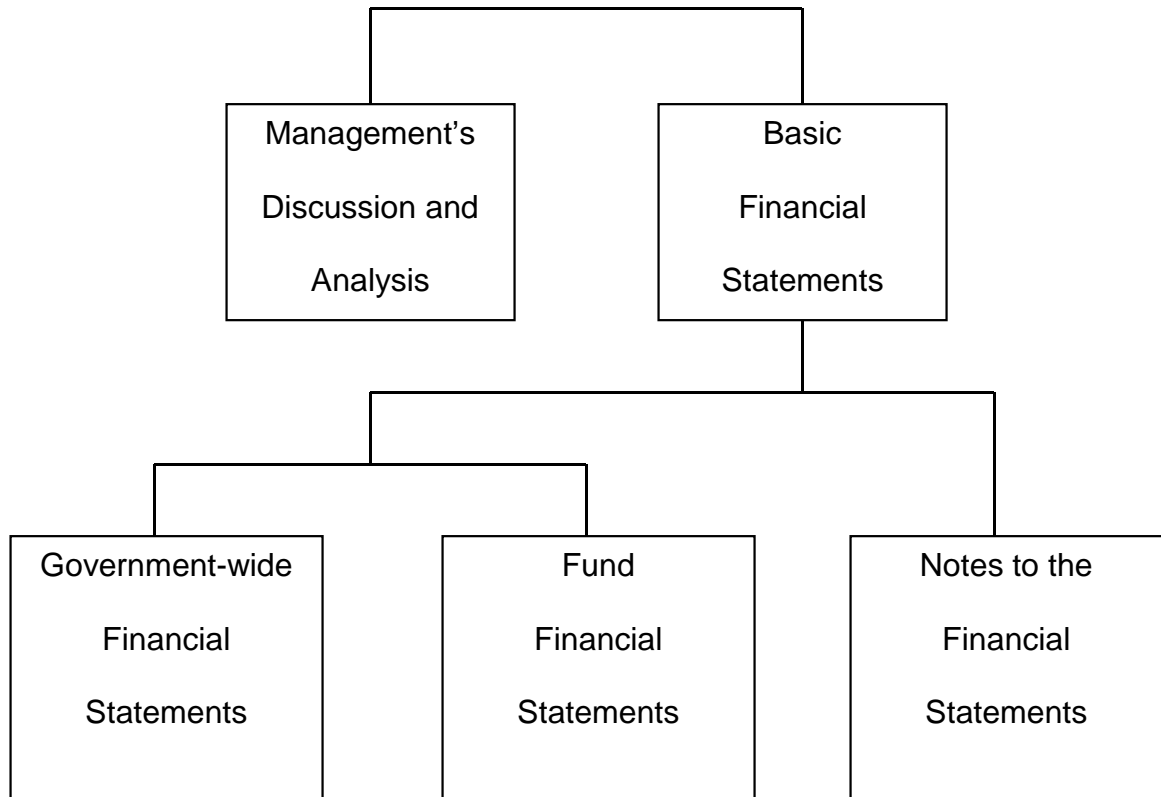 Management’s
Discussion and
Analysis
Basic
Financial
Statements
Government-wide
Financial
Statements
Fund
Financial
Statements
Notes to the
Financial
Statements